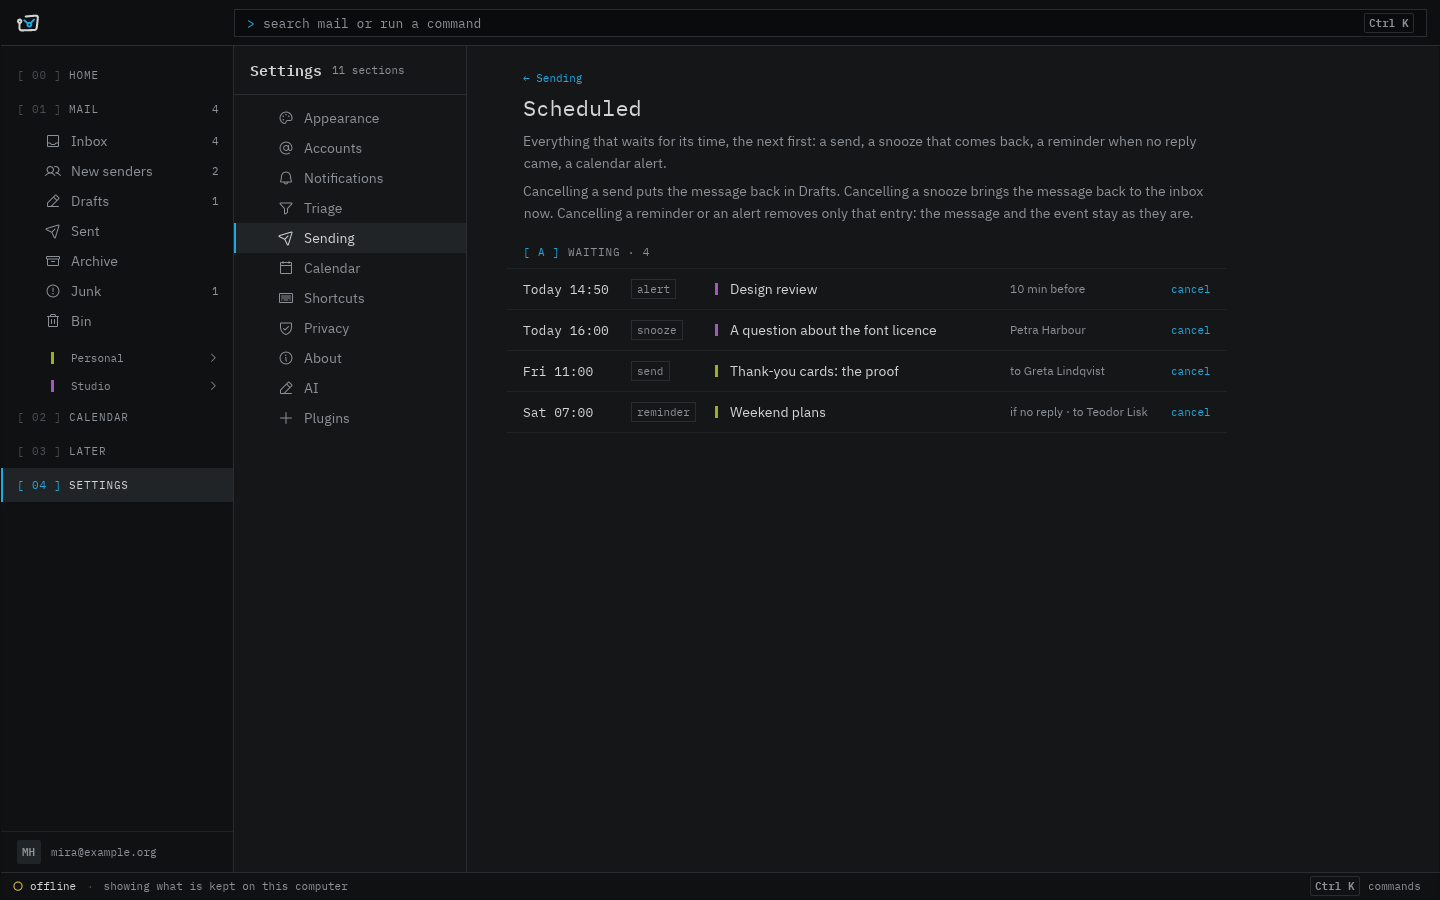 > search mail or run a command Ctrl K
[ 00 ] HOME
[ 01 ] MAIL 4
Inbox 4
New senders 2
Drafts 1
Sent
Archive
Junk 1
Bin
Personal
Studio
[ 02 ] CALENDAR
[ 03 ] LATER
[ 04 ] SETTINGS
MH mira@example.org
Settings 11 sections
Appearance
Accounts
Notifications
Triage
Sending
Calendar
Shortcuts
Privacy
About
AI
Plugins
← Sending
Scheduled
Everything that waits for its time, the next first: a send, a snooze that comes back, a reminder when no reply
came, a calendar alert.
Cancelling a send puts the message back in Drafts. Cancelling a snooze brings the message back to the inbox
now. Cancelling a reminder or an alert removes only that entry: the message and the event stay as they are.
[ A ] WAITING · 4
Today 14:50 alert Design review 10 min before cancel
Today 16:00 snooze A question about the font licence Petra Harbour cancel
Fri 11:00 send Thank-you cards: the proof to Greta Lindqvist cancel
Sat 07:00 reminder Weekend plans if no reply · to Teodor Lisk cancel
offline · showing what is kept on this computer Ctrl K commands